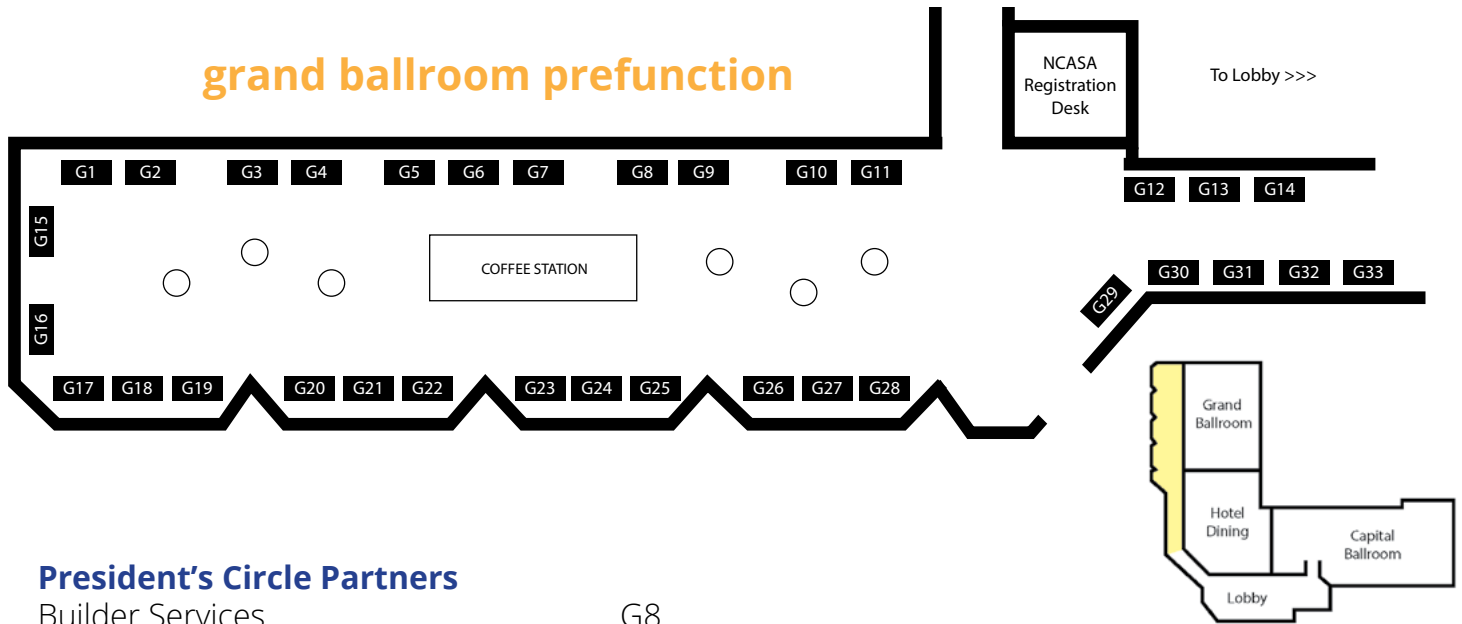 grand ballroom prefunction
NCASA
Registration
Desk
To Lobby >>>
G1 G2 G3 G4 G5 G6 G7 G8 G9 G10 G11
G12 G13 G14
G15
COFFEE STATION
G30 G31 G32 G33
G29
G16
G17 G18 G19 G20 G21 G22 G23 G24 G25 G26 G27 G28
Grand
Ballroom
Hotel
Dining
Capital
Ballroom
Lobby
President’s Circle Partners
Builder Services G8